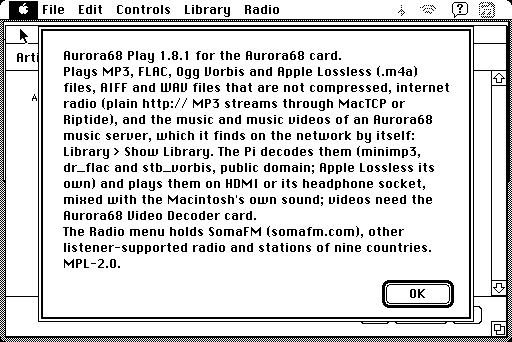 File Edit Controls Library Radio
Arti
A
Aurora68 Play 1.8.1 for the Aurora68 card.
Plays MP3, FLAC, Ogg Vorbis and Apple Lossless (.m4a)
files, AIFF and WAV files that are not compressed, internet
radio (plain http:// MP3 streams through MacTCP or
Riptide), and the music and music videos of an Aurora68
music server, which it finds on the network by itself:
Library > Show Library. The Pi decodes them (minimp3,
dr_flac and stb_vorbis, public domain; Apple Lossless its
own) and plays them on HDMI or its headphone socket,
mixed with the Macintosh's own sound; videos need the
Aurora68 Video Decoder card.
The Radio menu holds SomaFM (somafm.com), other
listener-supported radio and stations of nine countries.
MPL-2.0.
OK